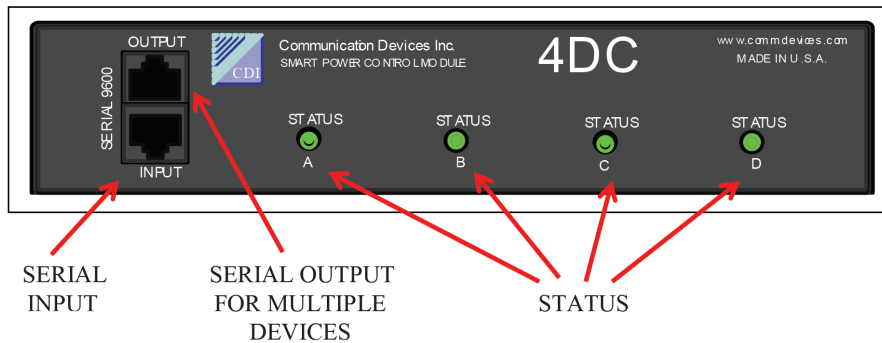 OUTPUT
SERIAL 9600
INPUT
CDI
Communication Devices Inc.
SMART POWER CONTROL MODULE
4DC
www.commdevices.com
MADE IN U.S.A.
STATUS
A
STATUS
B
STATUS
C
STATUS
D
SERIAL
INPUT
SERIAL OUTPUT
FOR MULTIPLE
DEVICES
STATUS